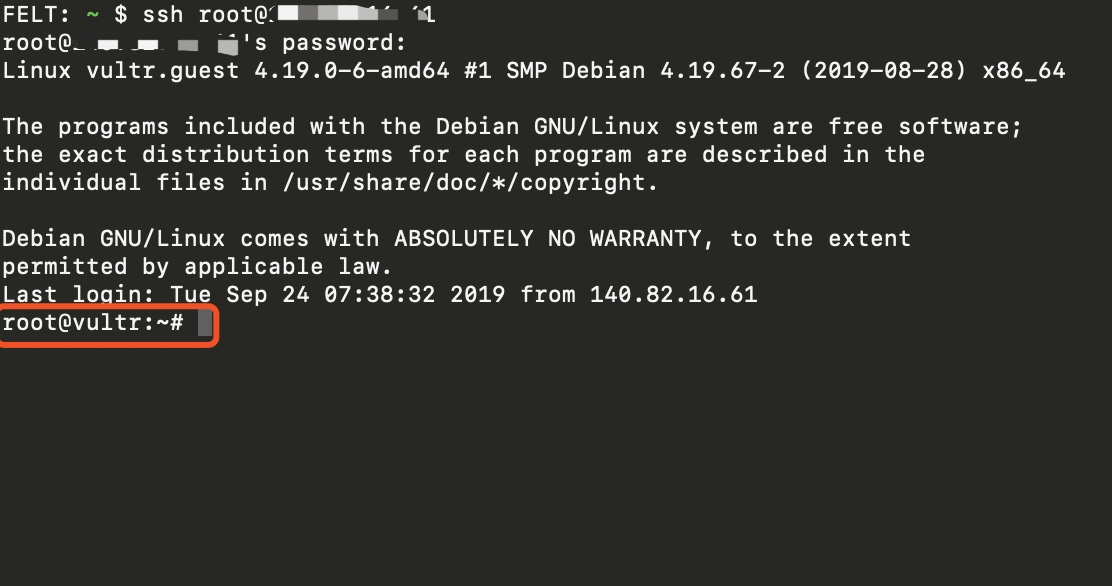 FELT: ~ $ ssh root@
root@ 's password:
Linux vultr.guest 4.19.0-6-amd64 #1 SMP Debian 4.19.67-2 (2019-08-28) x86_64
The programs included with the Debian GNU/Linux system are free software;
the exact distribution terms for each program are described in the
individual files in /usr/share/doc/*/copyright.
Debian GNU/Linux comes with ABSOLUTELY NO WARRANTY, to the extent
permitted by applicable law.
Last login: Tue Sep 24 07:38:32 2019 from 140.82.16.61
root@vultr:~#